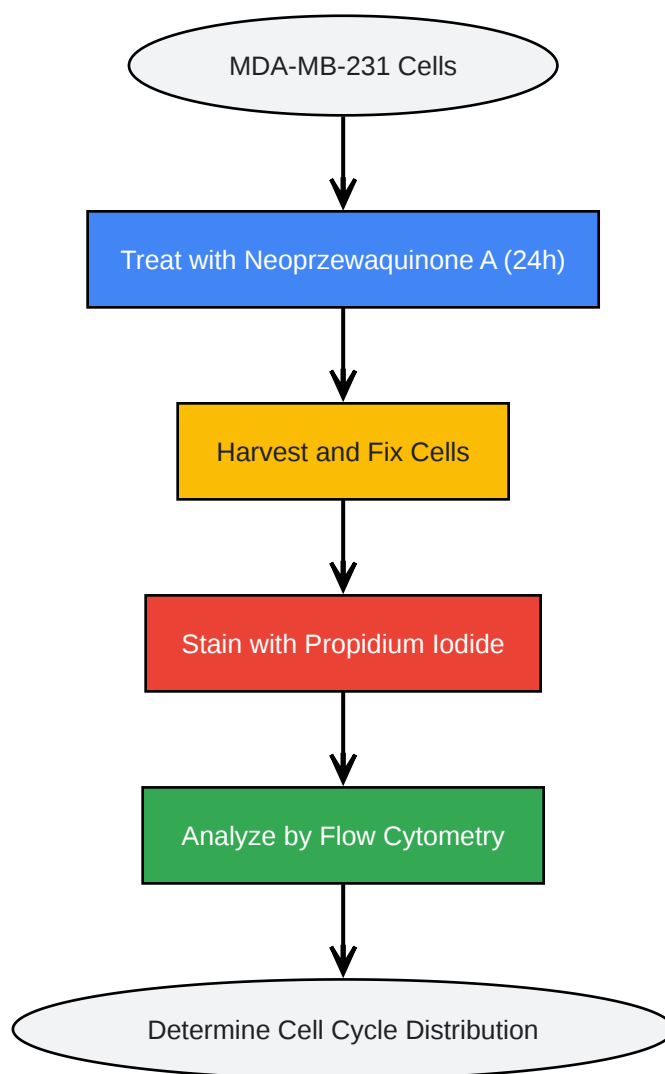 MDA-MB-231 Cells
Treat with Neoprzewaquinone A (24h)
Harvest and Fix Cells
Stain with Propidium Iodide
Analyze by Flow Cytometry
Determine Cell Cycle Distribution